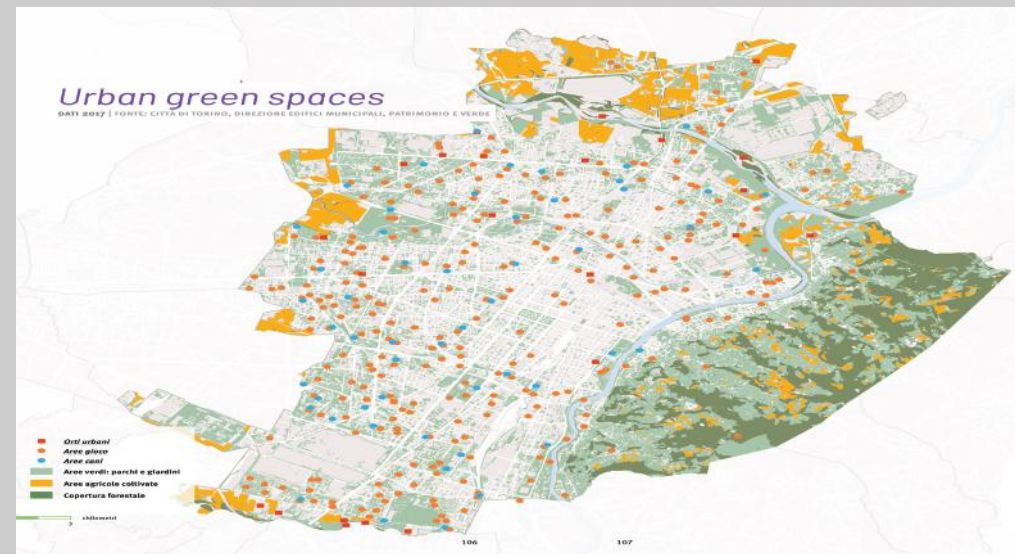 Urban green spaces
DATI 2017 | FONTE: CITTÀ DI TORINO, DIREZIONE EDIFICI MUNICIPALI, PATRIMONIO E VERDE
Orti urbani
Aree gioco
Aree cani
Aree verdi: parchi e giardini
Aree agricole coltivate
Copertura forestale
chilometri
106
107